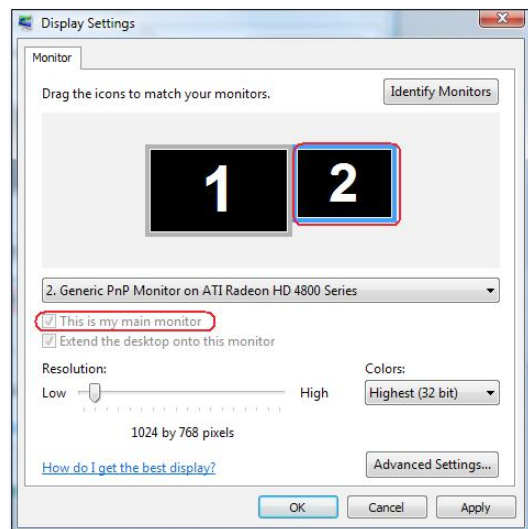 Display Settings
Monitor
Drag the icons to match your monitors.
Identify Monitors
1
2
2. Generic PnP Monitor on ATI Radeon HD 4800 Series
This is my main monitor
Extend the desktop onto this monitor
Resolution:
Colors:
Low
High
Highest (32 bit)
1024 by 768 pixels
How do I get the best display?
Advanced Settings...
OK
Cancel
Apply